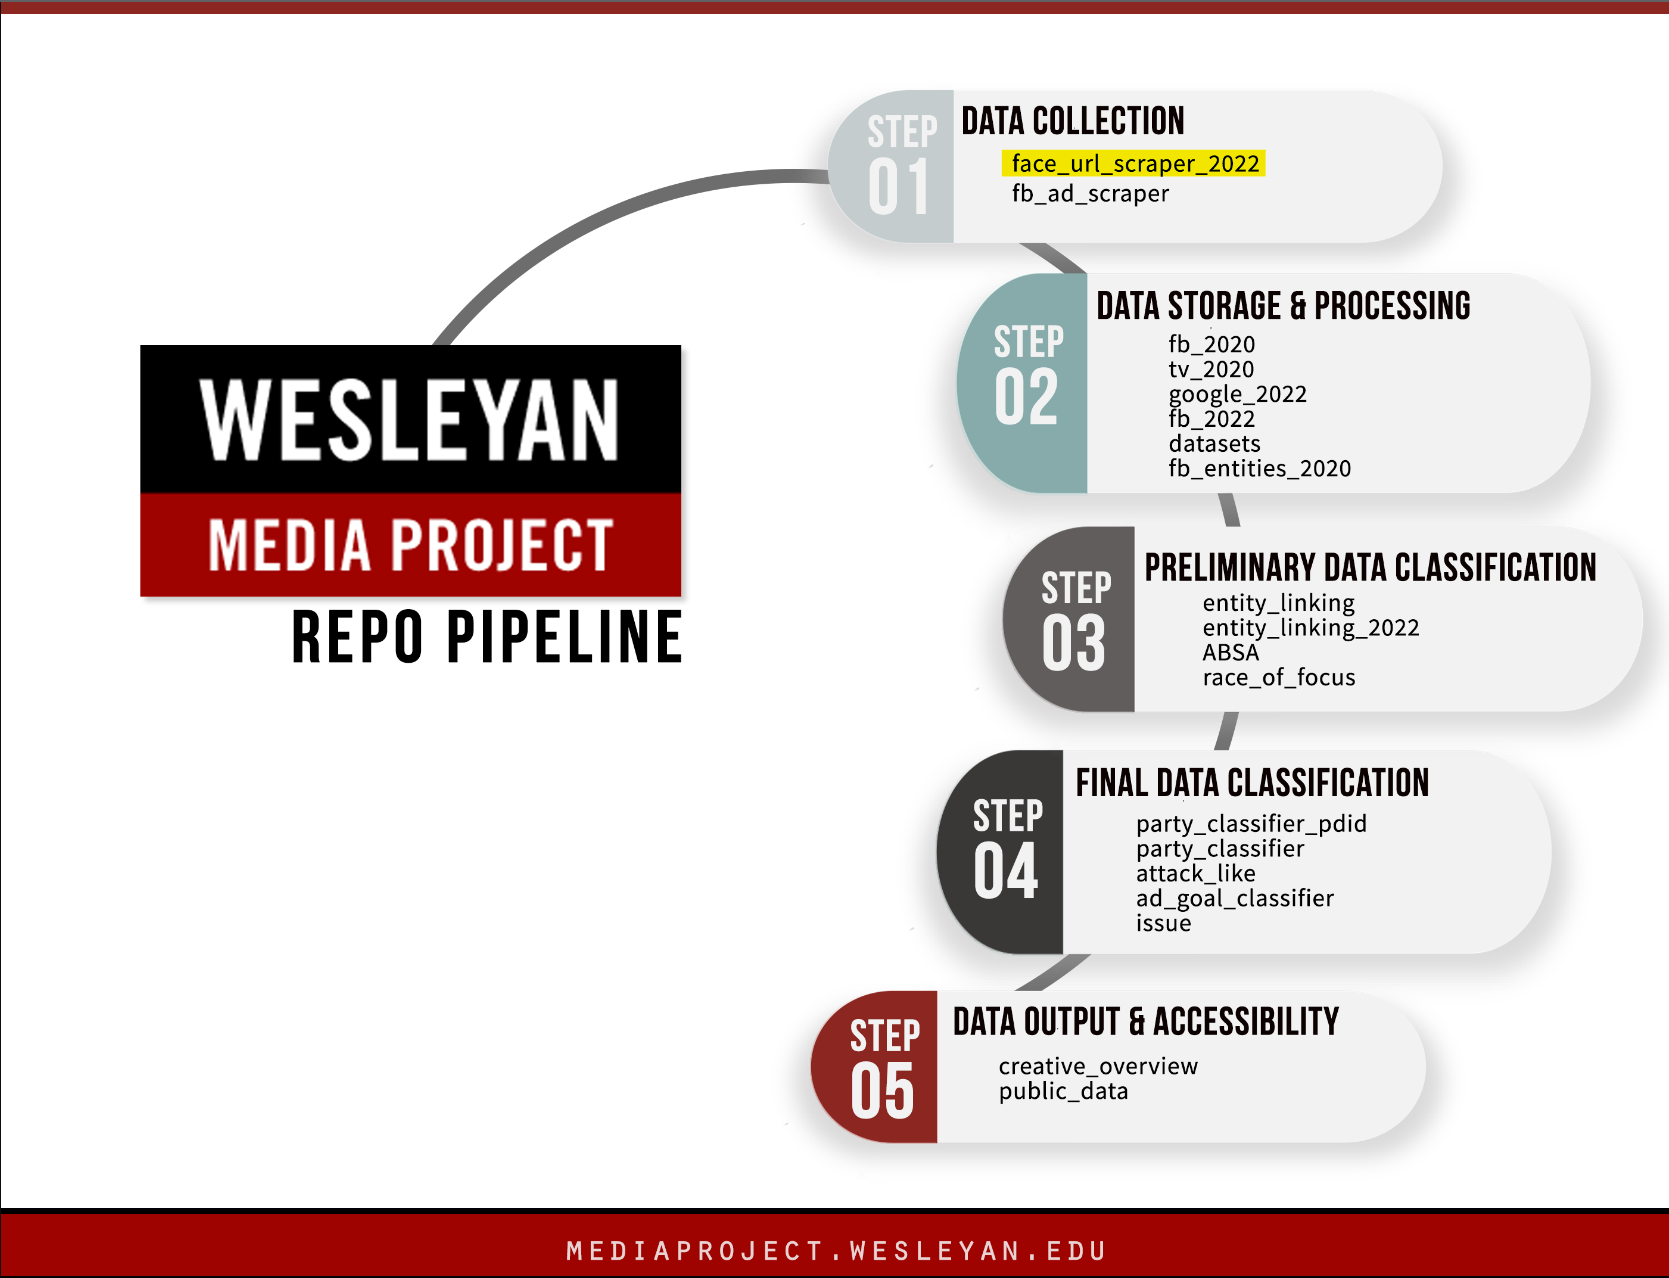 WESLEYAN
MEDIA PROJECT
REPO PIPELINE
STEP
01
DATA COLLECTION
face_url_scraper_2022
fb_ad_scraper
STEP
02
DATA STORAGE & PROCESSING
fb_2020
tv_2020
google_2022
fb_2022
datasets
fb_entities_2020
STEP
03
PRELIMINARY DATA CLASSIFICATION
entity_linking
entity_linking_2022
ABSA
race_of_focus
STEP
04
FINAL DATA CLASSIFICATION
party_classifier_pdid
party_classifier
attack_like
ad_goal_classifier
issue
STEP
05
DATA OUTPUT & ACCESSIBILITY
creative_overview
public_data
MEDIAPROJECT.WESLEYAN.EDU